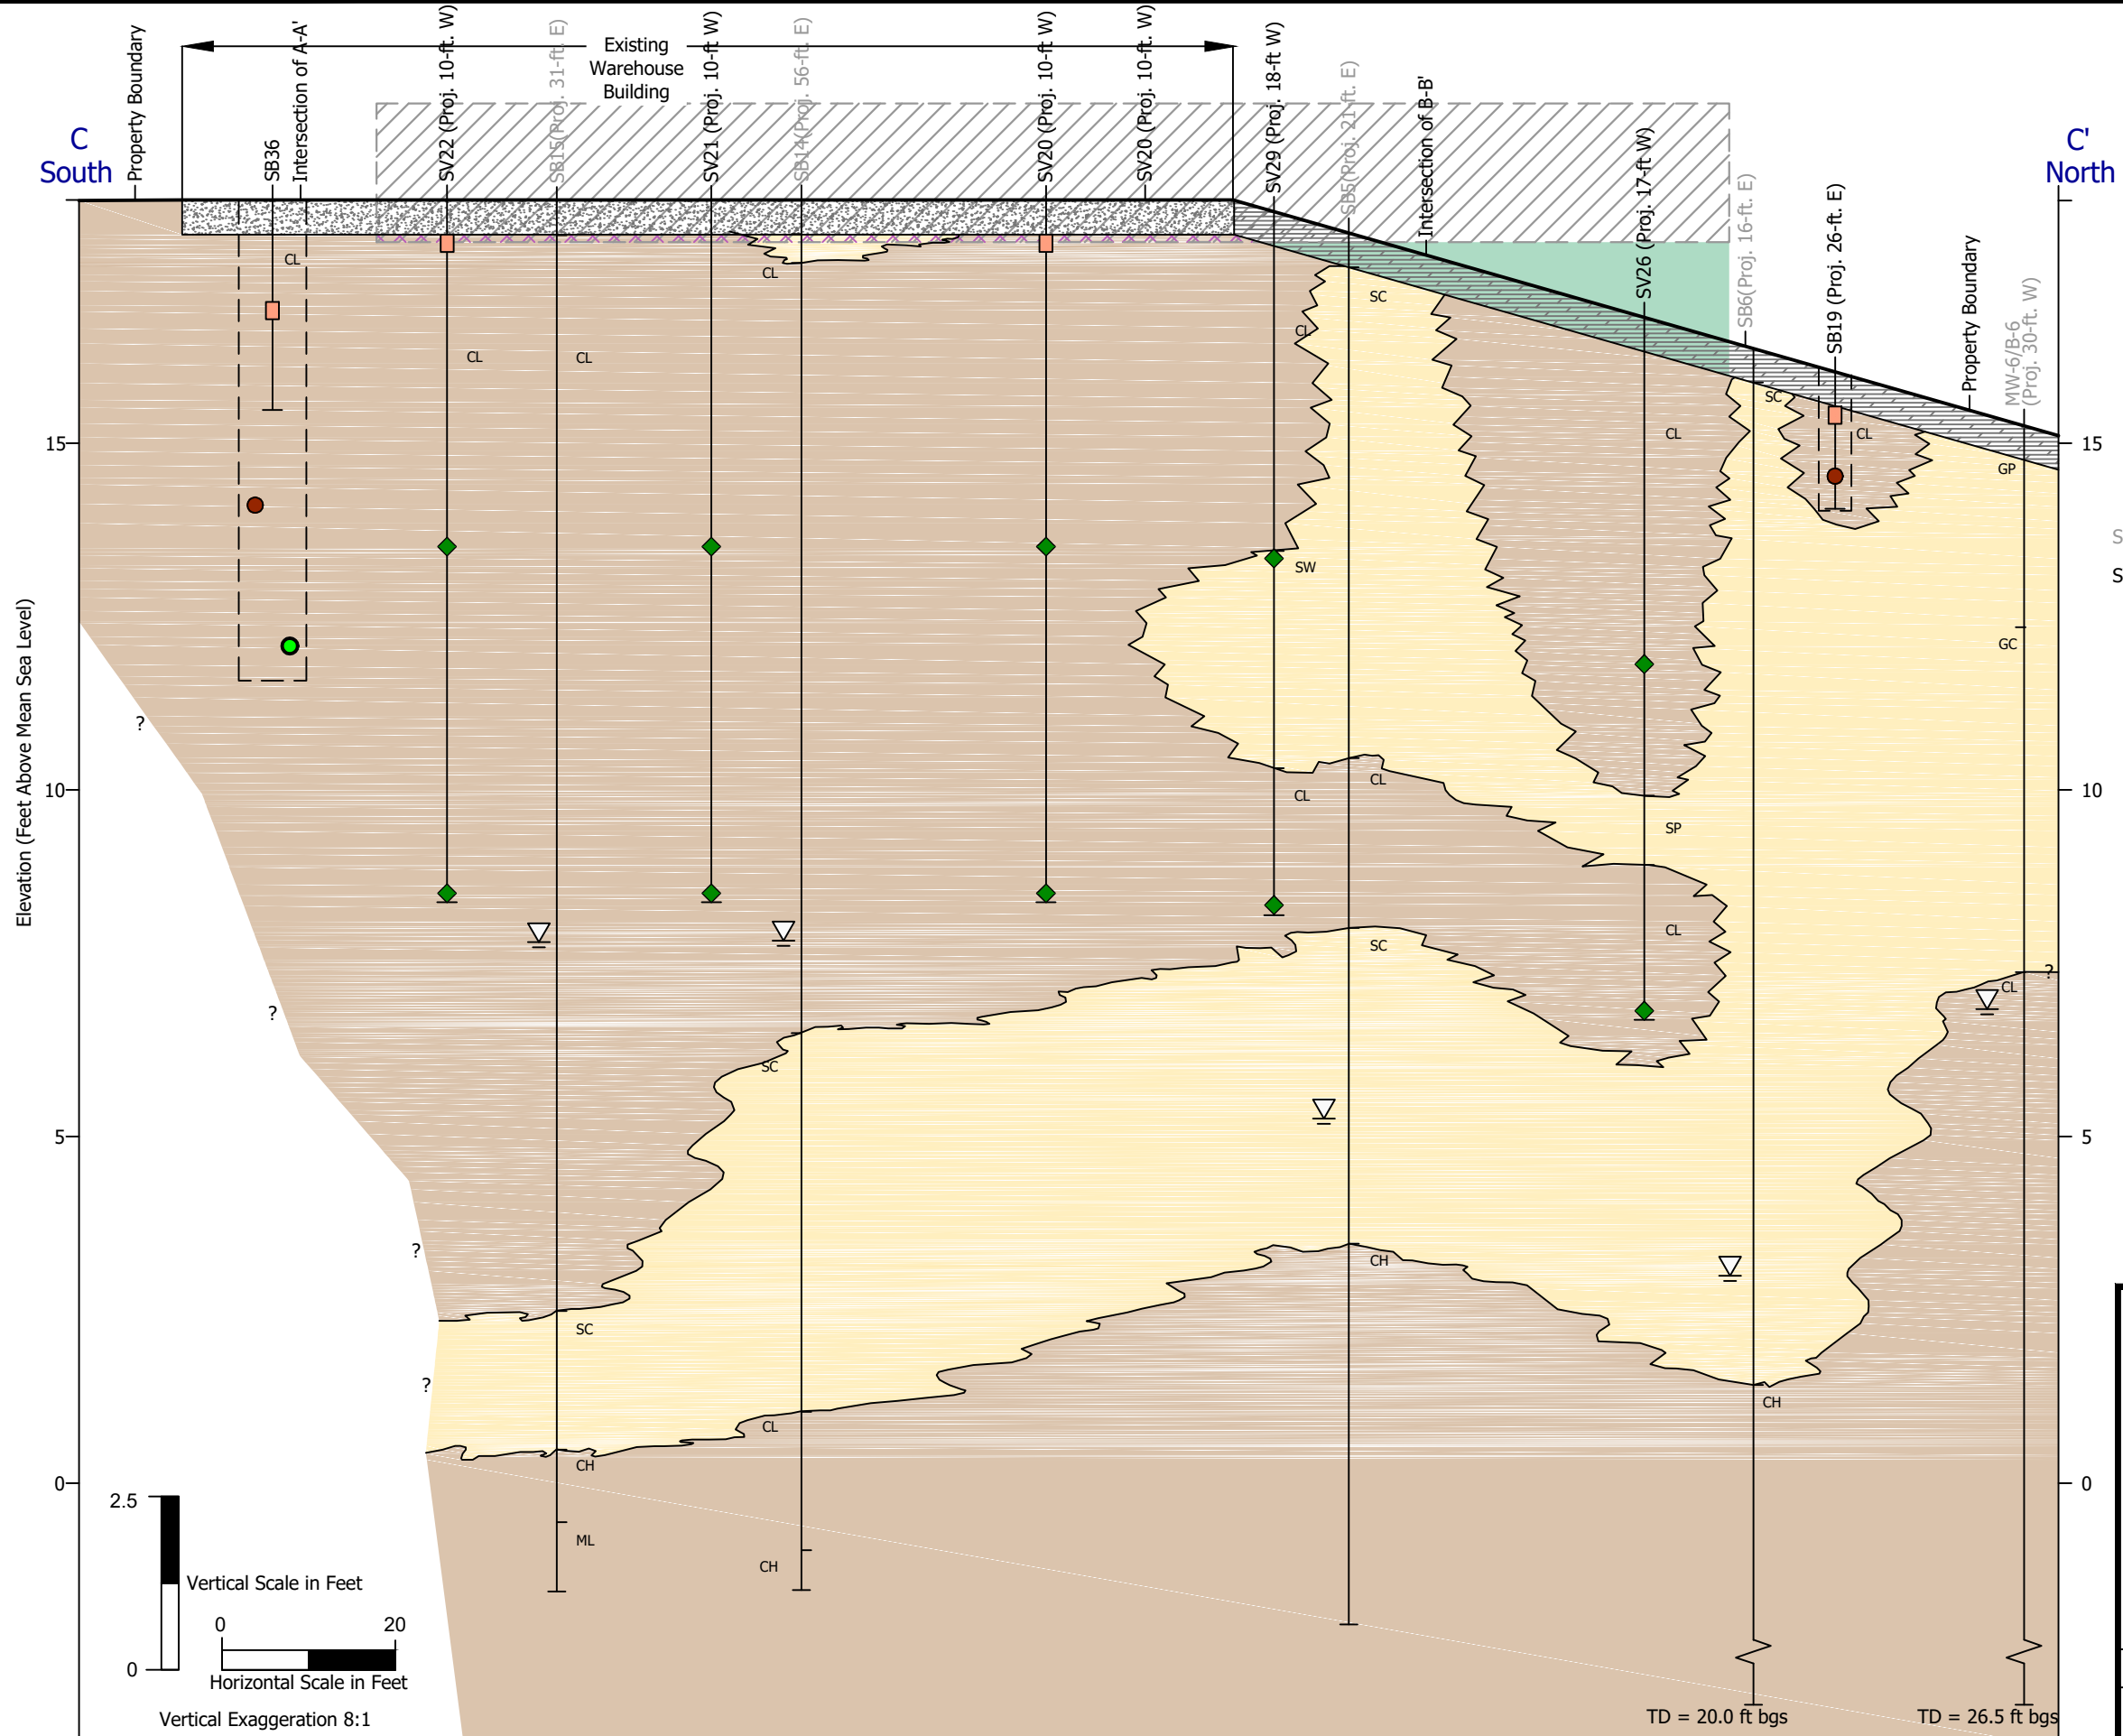 C
South
C'
North
Property Boundary
SB36
Intersection of A-A'
SV22 (Proj. 10-ft. W)
SB15(Proj. 31-ft. E)
Existing
Warehouse
Building
SV21 (Proj. 10-ft W)
SB14(Proj. 56-ft. E)
SV20 (Proj. 10-ft W)
SV20 (Proj. 10-ft. W)
SV29 (Proj. 18-ft W)
SB5(Proj. 21-ft. E)
Intersection of B-B'
SV26 (Proj. 17-ft W)
SB6(Proj. 16-ft. E)
SB19 (Proj. 26-ft. E)
Property Boundary
MW-6/B-6
(Proj. 30-ft. W)
CL
CL
SC
CL
CL
CL
SC
CL
CL
15
15
GP
S
SW
S
GC
Elevation (Feet Above Mean Sea Level)
?
CL
10
CL
10
SP
CL
SC
?
CL
?
SC
5
5
?
CH
SC
?
CH
CL
CH
0
0
2.5
ML
CH
Vertical Scale in Feet
0
20
0
Horizontal Scale in Feet
Vertical Exaggeration 8:1
TD = 20.0 ft bgs
TD = 26.5 ft bgs